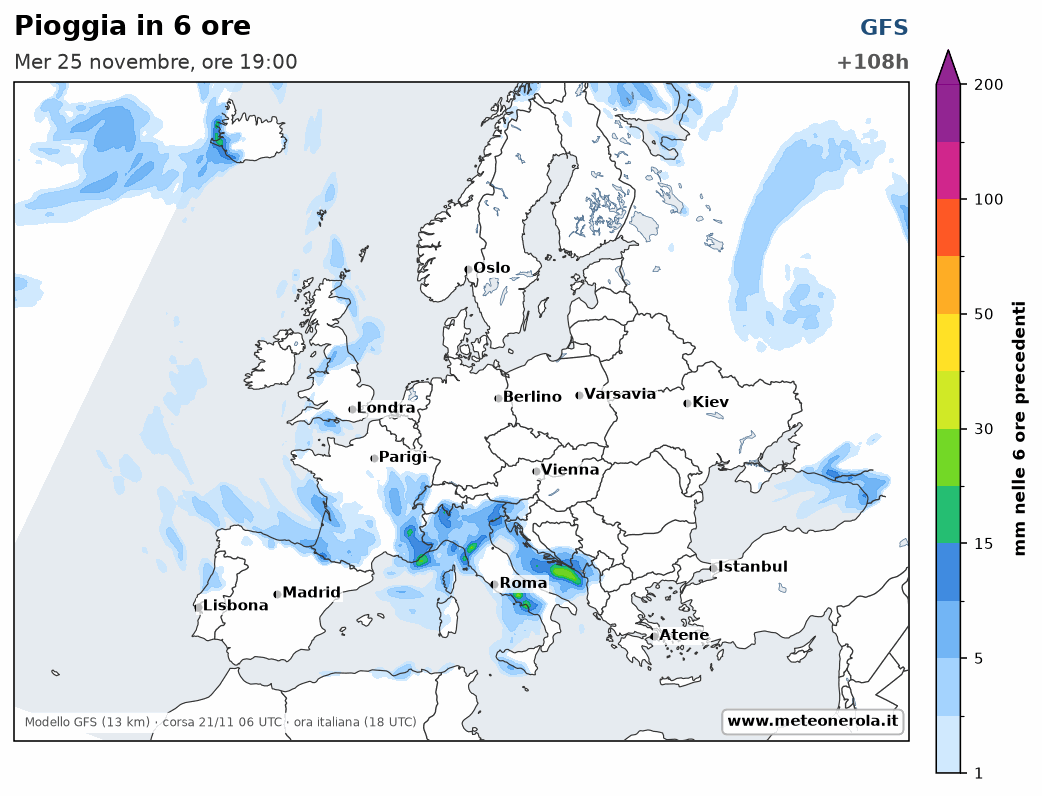 Pioggia in 6 ore
GFS
Mer 25 novembre, ore 19:00
+108h
200
100
50
30
15
5
1
mm nelle 6 ore precedenti
Oslo
Londra
Berlino
Varsavia
Kiev
Parigi
Vienna
Istanbul
Roma
Madrid
Lisbona
Atene
Modello GFS (13 km) · corsa 21/11 06 UTC · ora italiana (18 UTC)
www.meteonerola.it